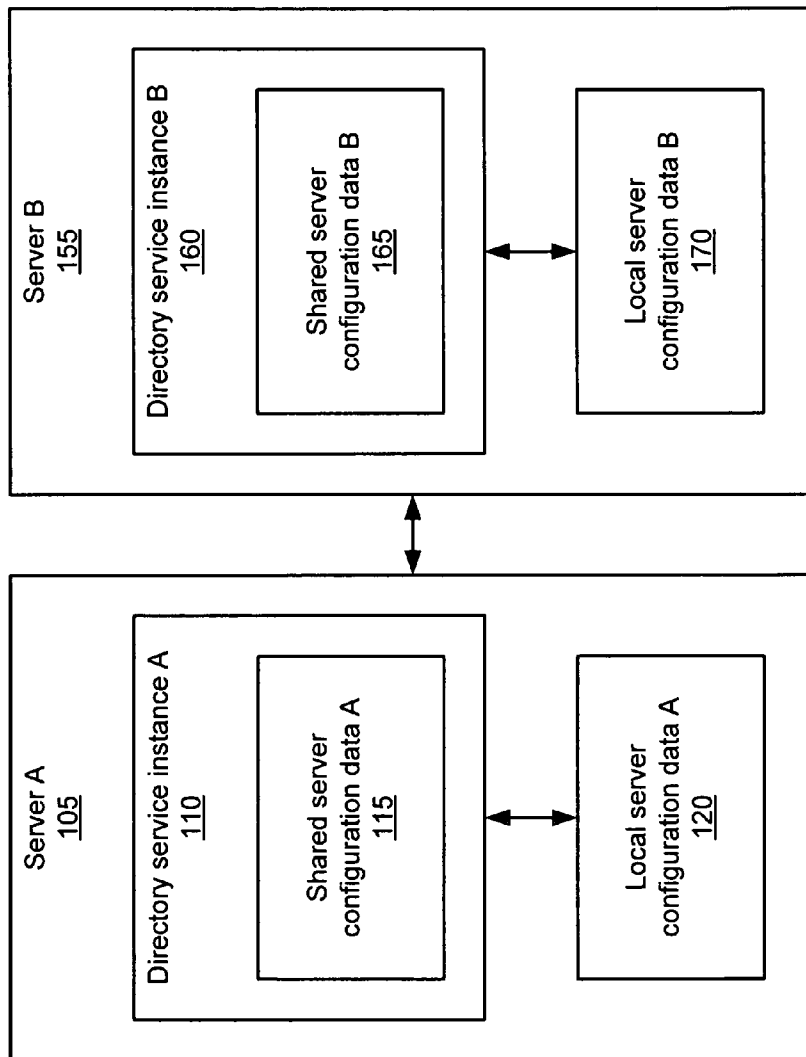 Server A
105
Directory service instance A
110
Shared server
configuration data A
115
Local server
configuration data A
120
Server B
155
Directory service instance B
160
Shared server
configuration data B
165
Local server
configuration data B
170